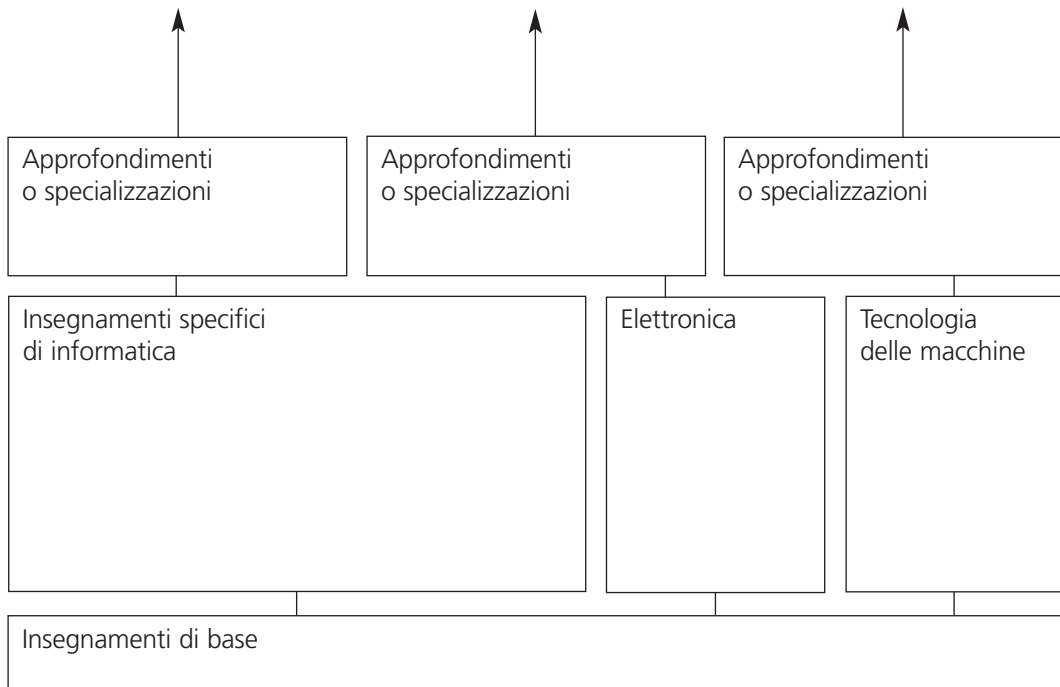 Approfondimenti
o specializzazioni
Approfondimenti
o specializzazioni
Approfondimenti
o specializzazioni
Insegnamenti specifici
di informatica
Elettronica
Tecnologia
delle macchine
Insegnamenti di base